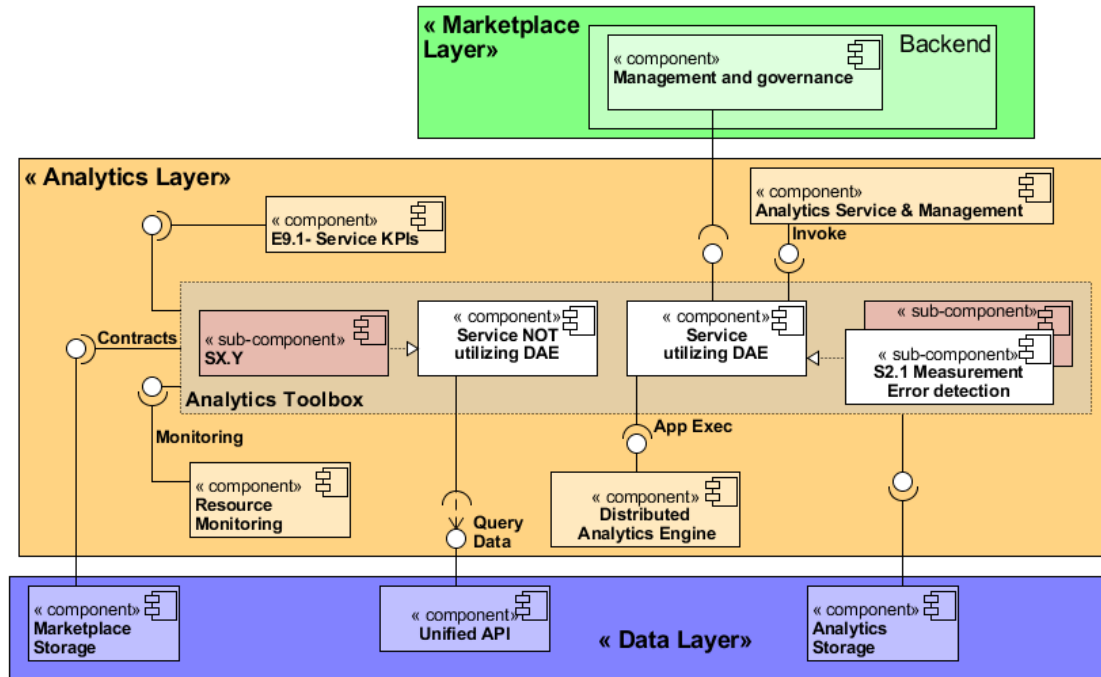 « Marketplace
Layer»
Backend
« component»
Management and governance
« Analytics Layer»
« component»
E9.1- Service KPIs
« component»
Analytics Service & Management
Invoke
Contracts
« sub-component»
SX.Y
« component»
Service NOT
utilizing DAE
« component»
Service
utilizing DAE
« sub-component»
« sub-component»
S2.1 Measurement
Error detection
Analytics Toolbox
Monitoring
App Exec
« component»
Resource
Monitoring
Query
Data
« component»
Distributed
Analytics Engine
« component»
Marketplace
Storage
« component»
Unified API
« Data Layer»
« component»
Analytics
Storage